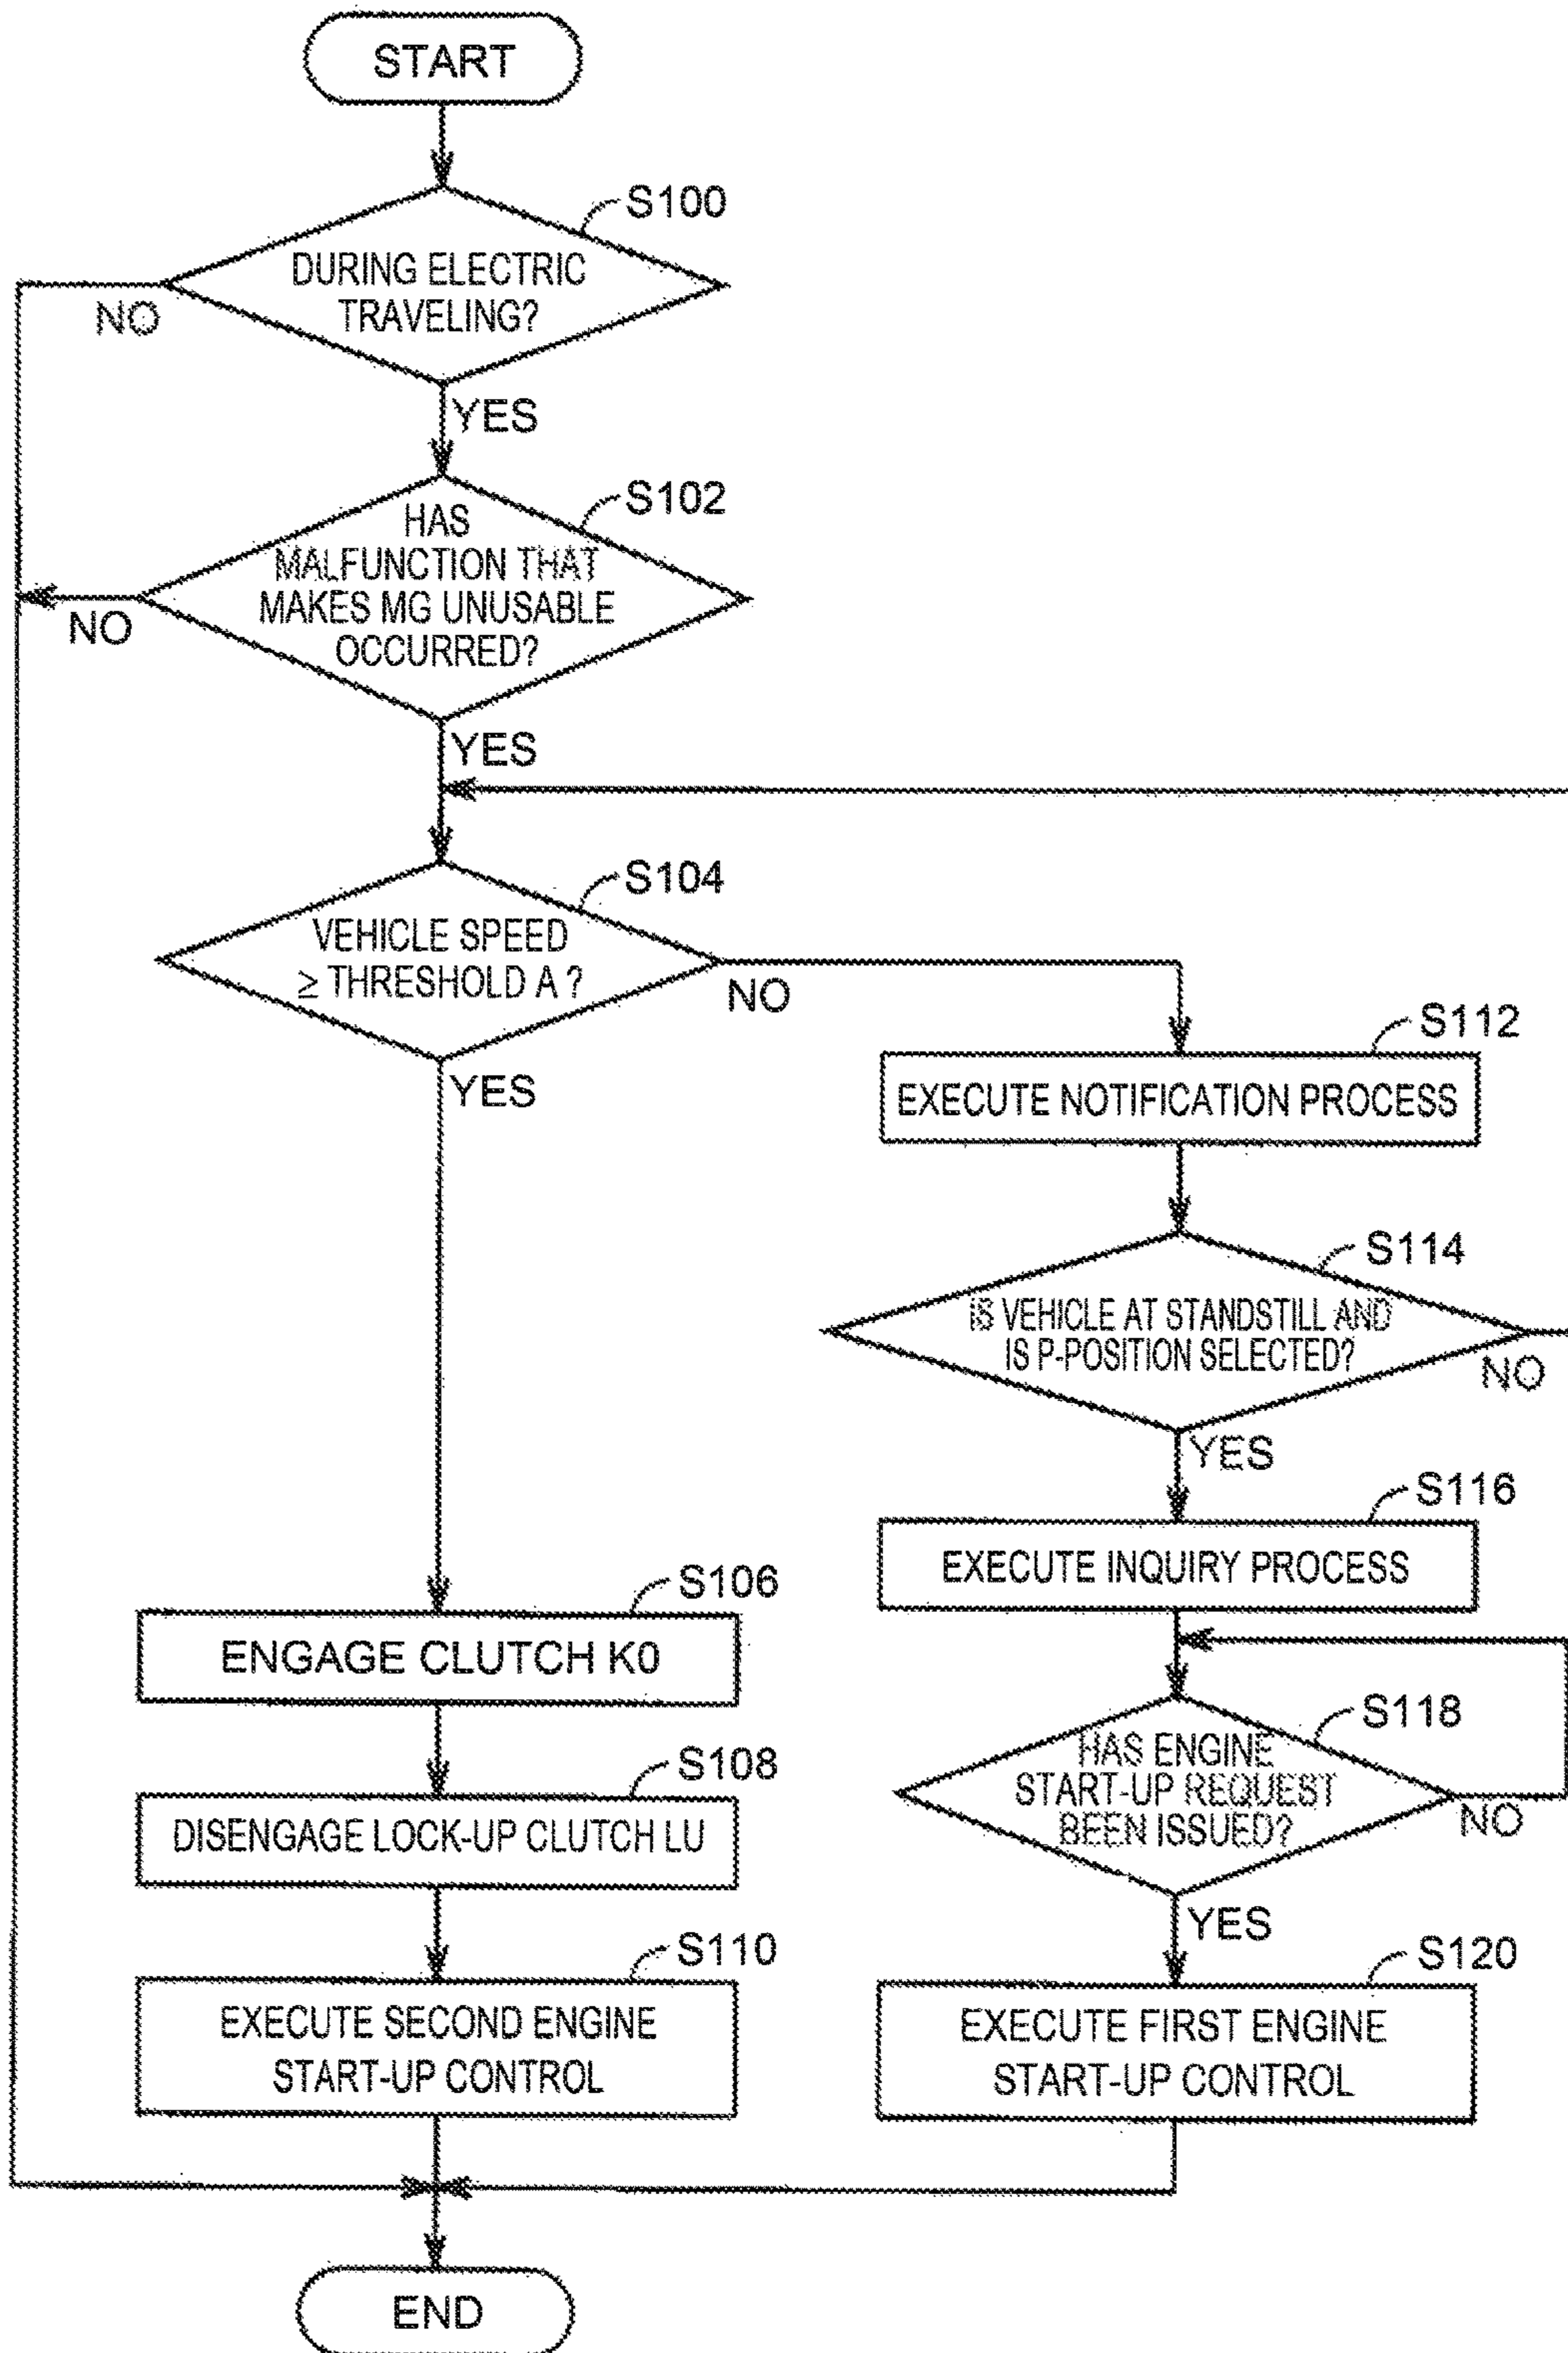 START
S100
DURING ELECTRIC
TRAVELING?
NO
YES
S102
HAS
MALFUNCTION THAT
MAKES MG UNUSABLE
OCCURRED?
NO
YES
S104
VEHICLE SPEED
≥ THRESHOLD A ?
NO
YES
S112
EXECUTE NOTIFICATION PROCESS
S114
IS VEHICLE AT STANDSTILL AND
IS P-POSITION SELECTED?
NO
YES
S116
EXECUTE INQUIRY PROCESS
S106
ENGAGE CLUTCH K0
S118
HAS ENGINE
START-UP REQUEST
BEEN ISSUED?
NO
YES
S108
DISENGAGE LOCK-UP CLUTCH LU
S110
EXECUTE SECOND ENGINE
START-UP CONTROL
S120
EXECUTE FIRST ENGINE
START-UP CONTROL
END